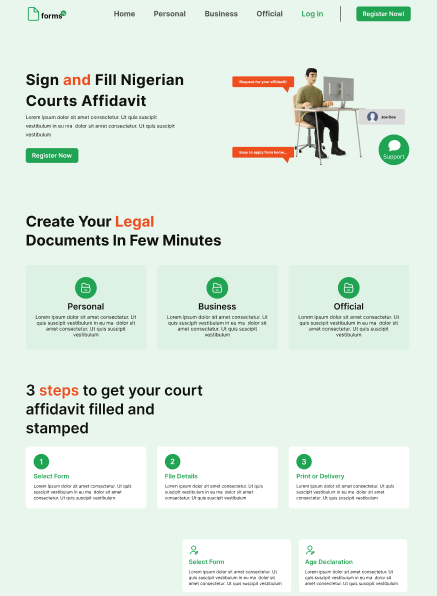 forms
Home Personal Business Official Log in Register Now!
Sign and Fill Nigerian
Courts Affidavit
Lorem ipsum dolor sit amet consectetur. Ut quis suscipit
vestibulum in eu ma dolor sit amet consectetur. Ut quis suscipit
vestibulum
Register Now
Request for your affidavit!
Joe Doe
Easy to apply from home...
Support
Create Your Legal
Documents In Few Minutes
Personal
Lorem ipsum dolor sit amet consectetur. Ut
quis suscipit vestibulum in eu ma dolor sit
amet consectetur. Ut quis suscipit
vestibulum
Business
Lorem ipsum dolor sit amet consectetur. Ut
quis suscipit vestibulum in eu ma dolor sit
amet consectetur. Ut quis suscipit
vestibulum
Official
Lorem ipsum dolor sit amet consectetur. Ut
quis suscipit vestibulum in eu ma dolor sit
amet consectetur. Ut quis suscipit
vestibulum
3 steps to get your court
affidavit filled and
stamped
1
Select Form
Lorem ipsum dolor sit amet consectetur. Ut quis
suscipit vestibulum in eu ma dolor sit amet
consectetur. Ut quis suscipit vestibulum
2
File Details
Lorem ipsum dolor sit amet consectetur. Ut quis
suscipit vestibulum in eu ma dolor sit amet
consectetur. Ut quis suscipit vestibulum
3
Print or Delivery
Lorem ipsum dolor sit amet consectetur. Ut quis
suscipit vestibulum in eu ma dolor sit amet
consectetur. Ut quis suscipit vestibulum
Select Form
Lorem ipsum dolor sit amet consectetur. Ut
quis suscipit vestibulum in eu ma dolor sit
amet consectetur. Ut quis suscipit vestibulum
Age Declaration
Lorem ipsum dolor sit amet consectetur. Ut
quis suscipit vestibulum in eu ma dolor sit
amet consectetur. Ut quis suscipit vestibulum